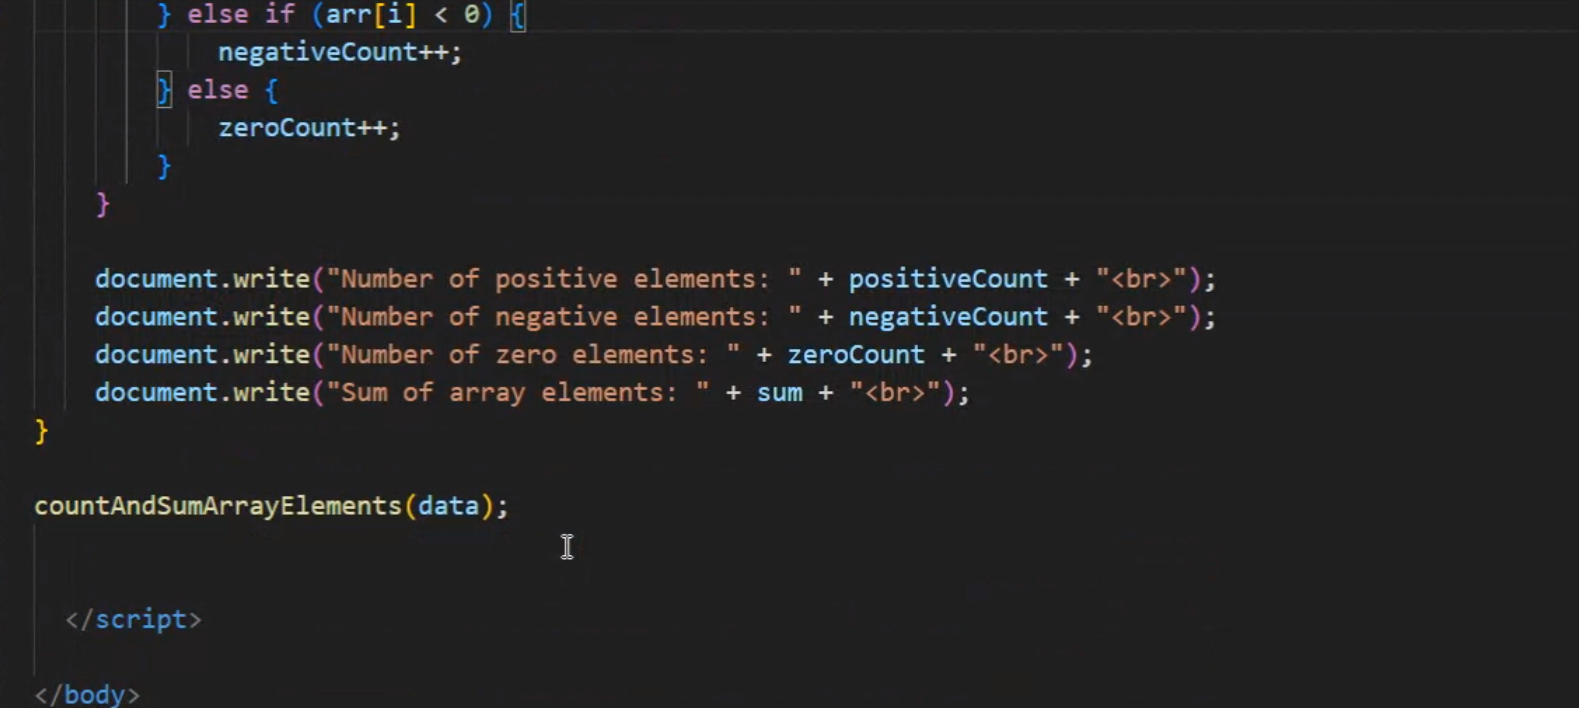 } else if (arr[i] < 0) {
negativeCount++;
} else {
zeroCount++;
}
}
document.write("Number of positive elements: " + positiveCount + "<br>");
document.write("Number of negative elements: " + negativeCount + "<br>");
document.write("Number of zero elements: " + zeroCount + "<br>");
document.write("Sum of array elements: " + sum + "<br>");
}
countAndSumArrayElements(data);
</script>
</body>